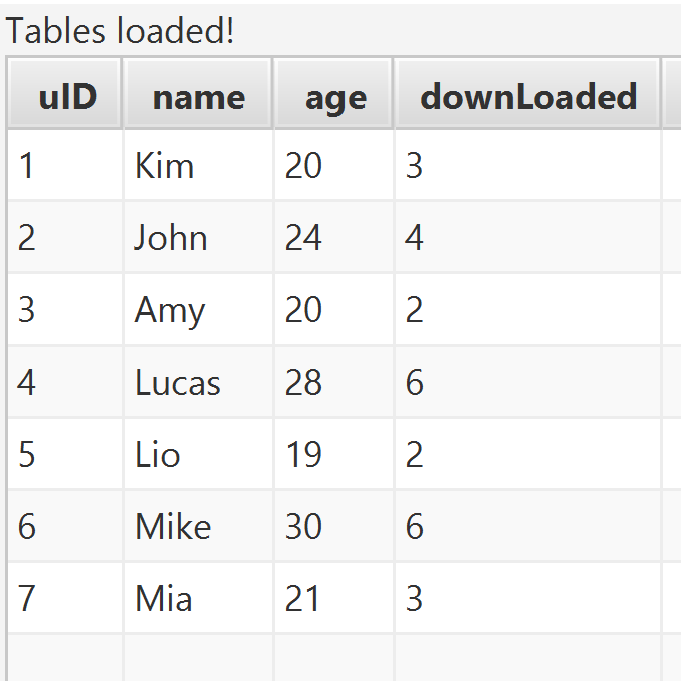 Tables loaded!
uID name age downLoaded
1 Kim 20 3
2 John 24 4
3 Amy 20 2
4 Lucas 28 6
5 Lio 19 2
6 Mike 30 6
7 Mia 21 3